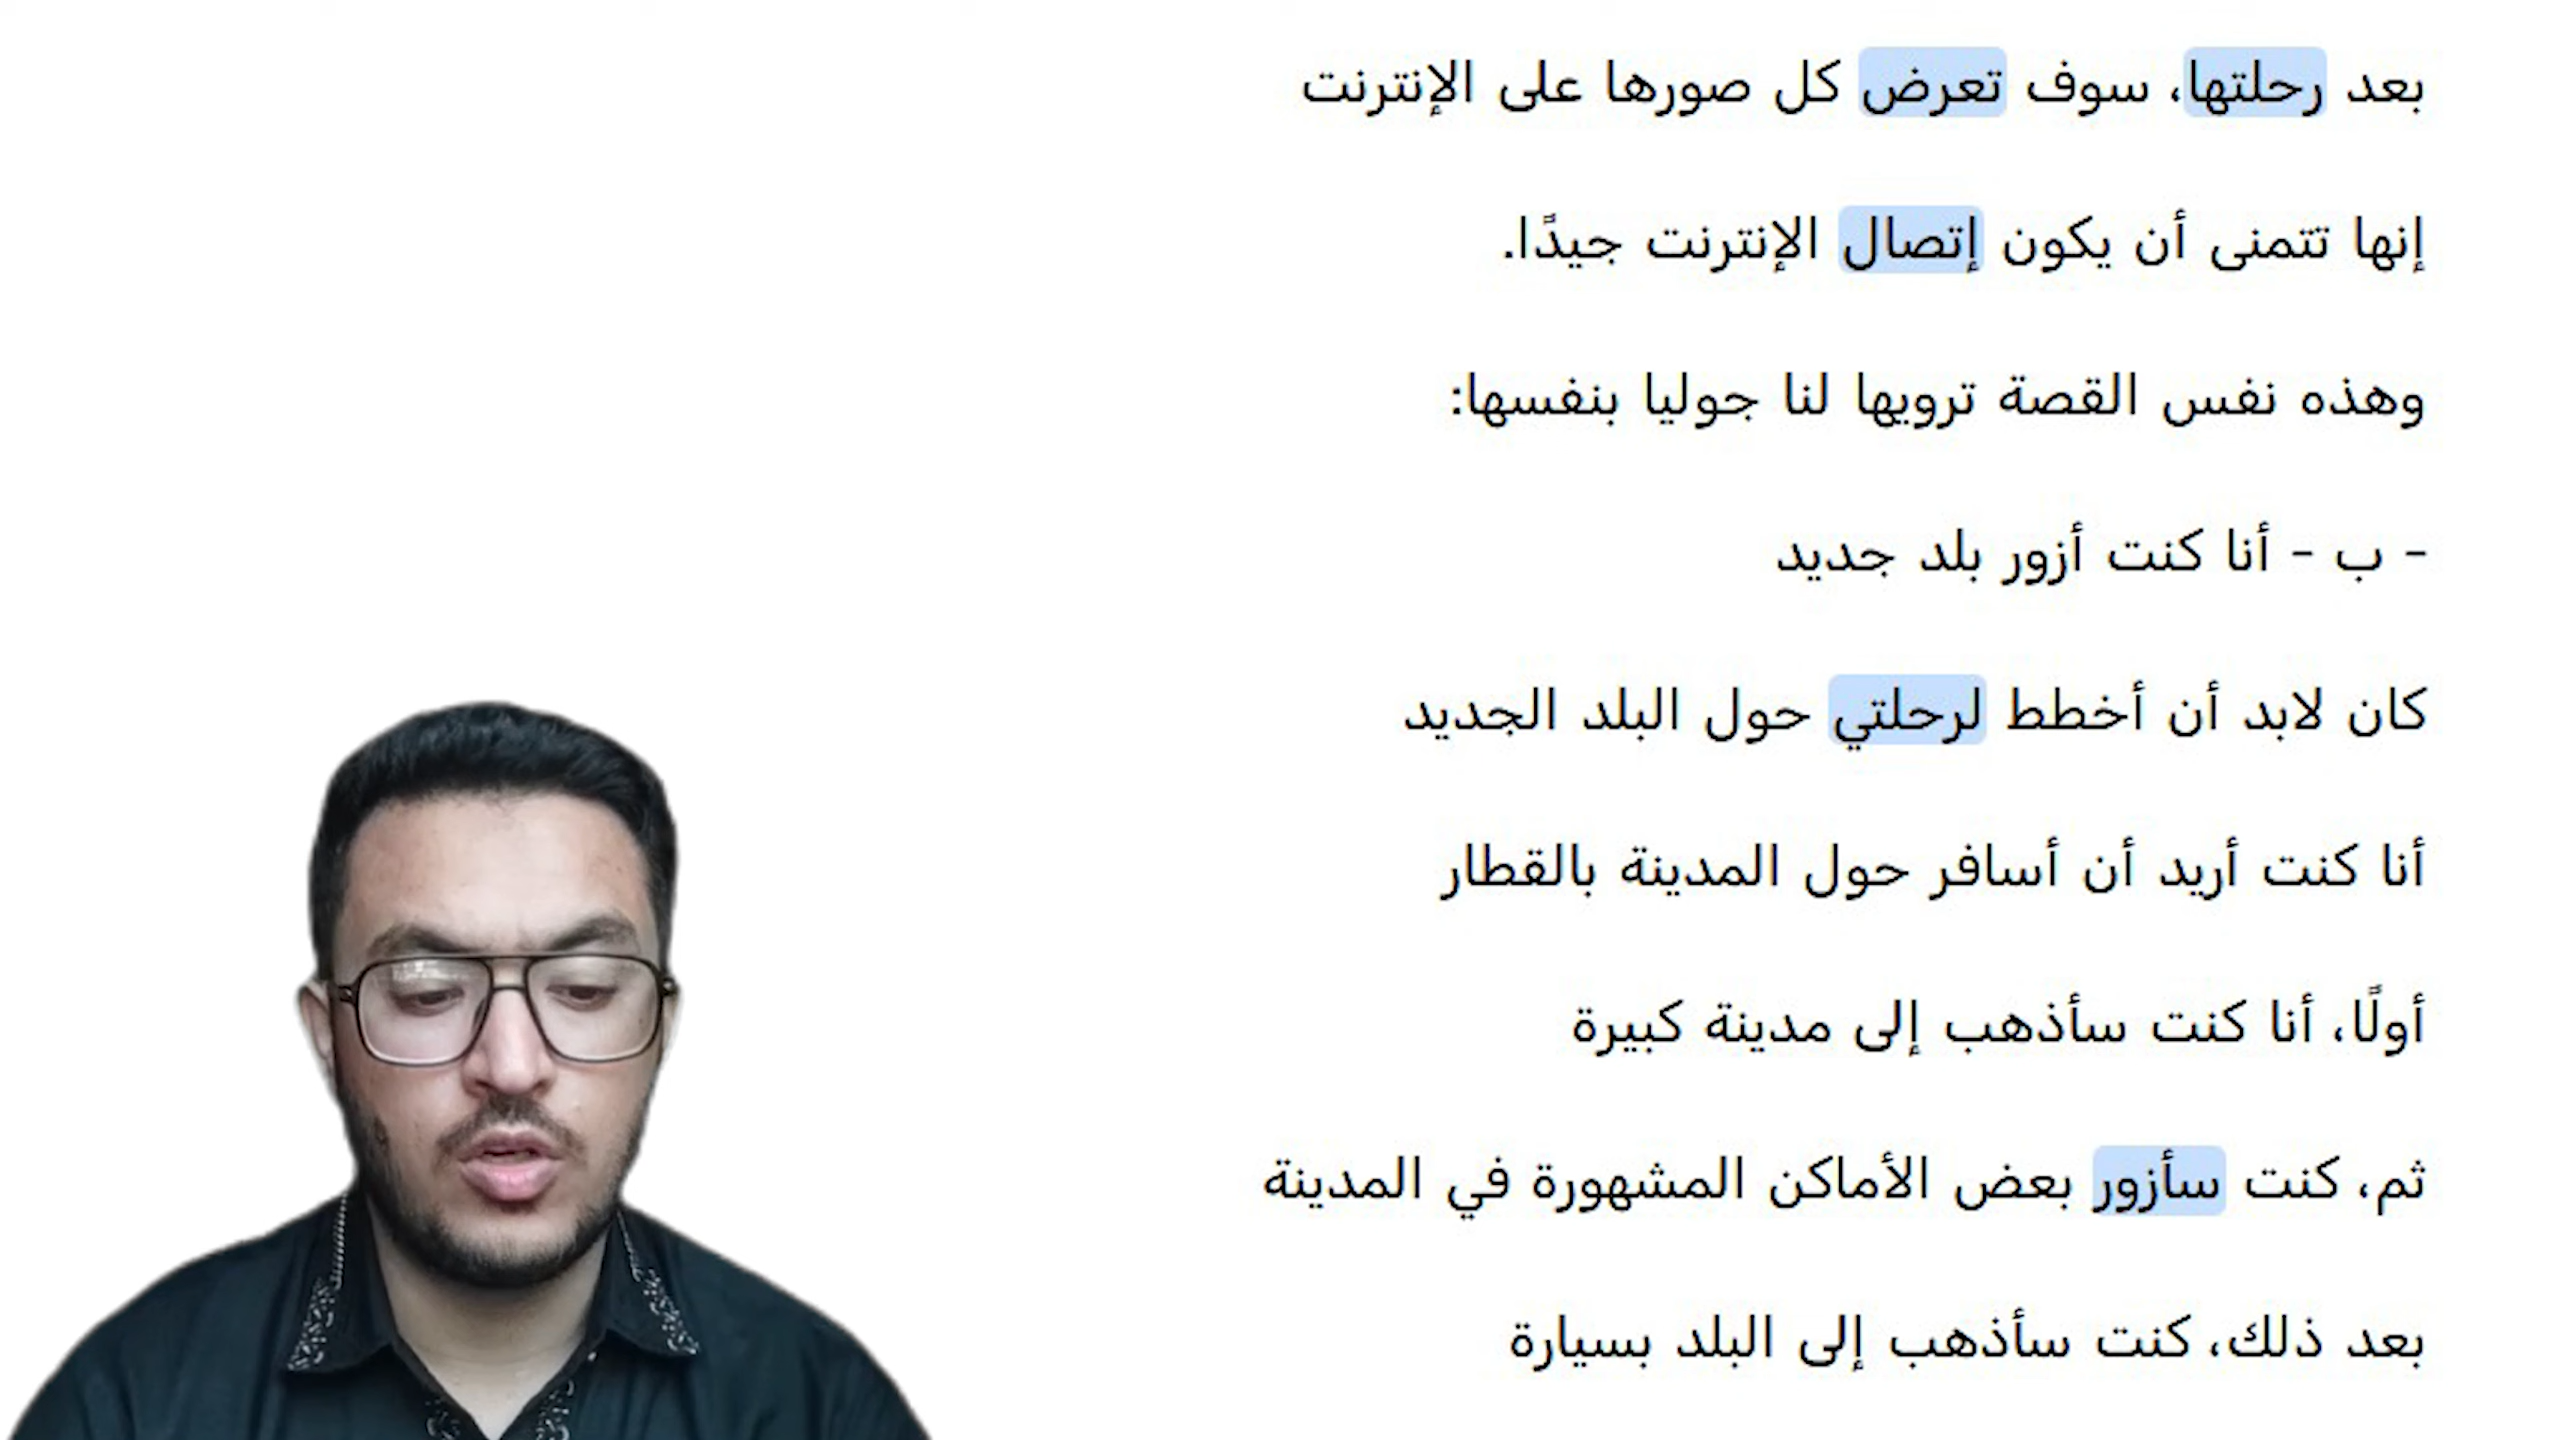 بعد رحلتها، سوف تعرض كل صورها على الإنترنت
إنها تتمنى أن يكون إتصال الإنترنت جيدًا.
وهذه نفس القصة ترويها لنا جوليا بنفسها:
- ب - أنا كنت أزور بلد جديد
كان لابد أن أخطط لرحلتي حول البلد الجديد
أنا كنت أريد أن أسافر حول المدينة بالقطار
أولًا، أنا كنت سأذهب إلى مدينة كبيرة
ثم، كنت سأزور بعض الأماكن المشهورة في المدينة
بعد ذلك، كنت سأذهب إلى البلد بسيارة